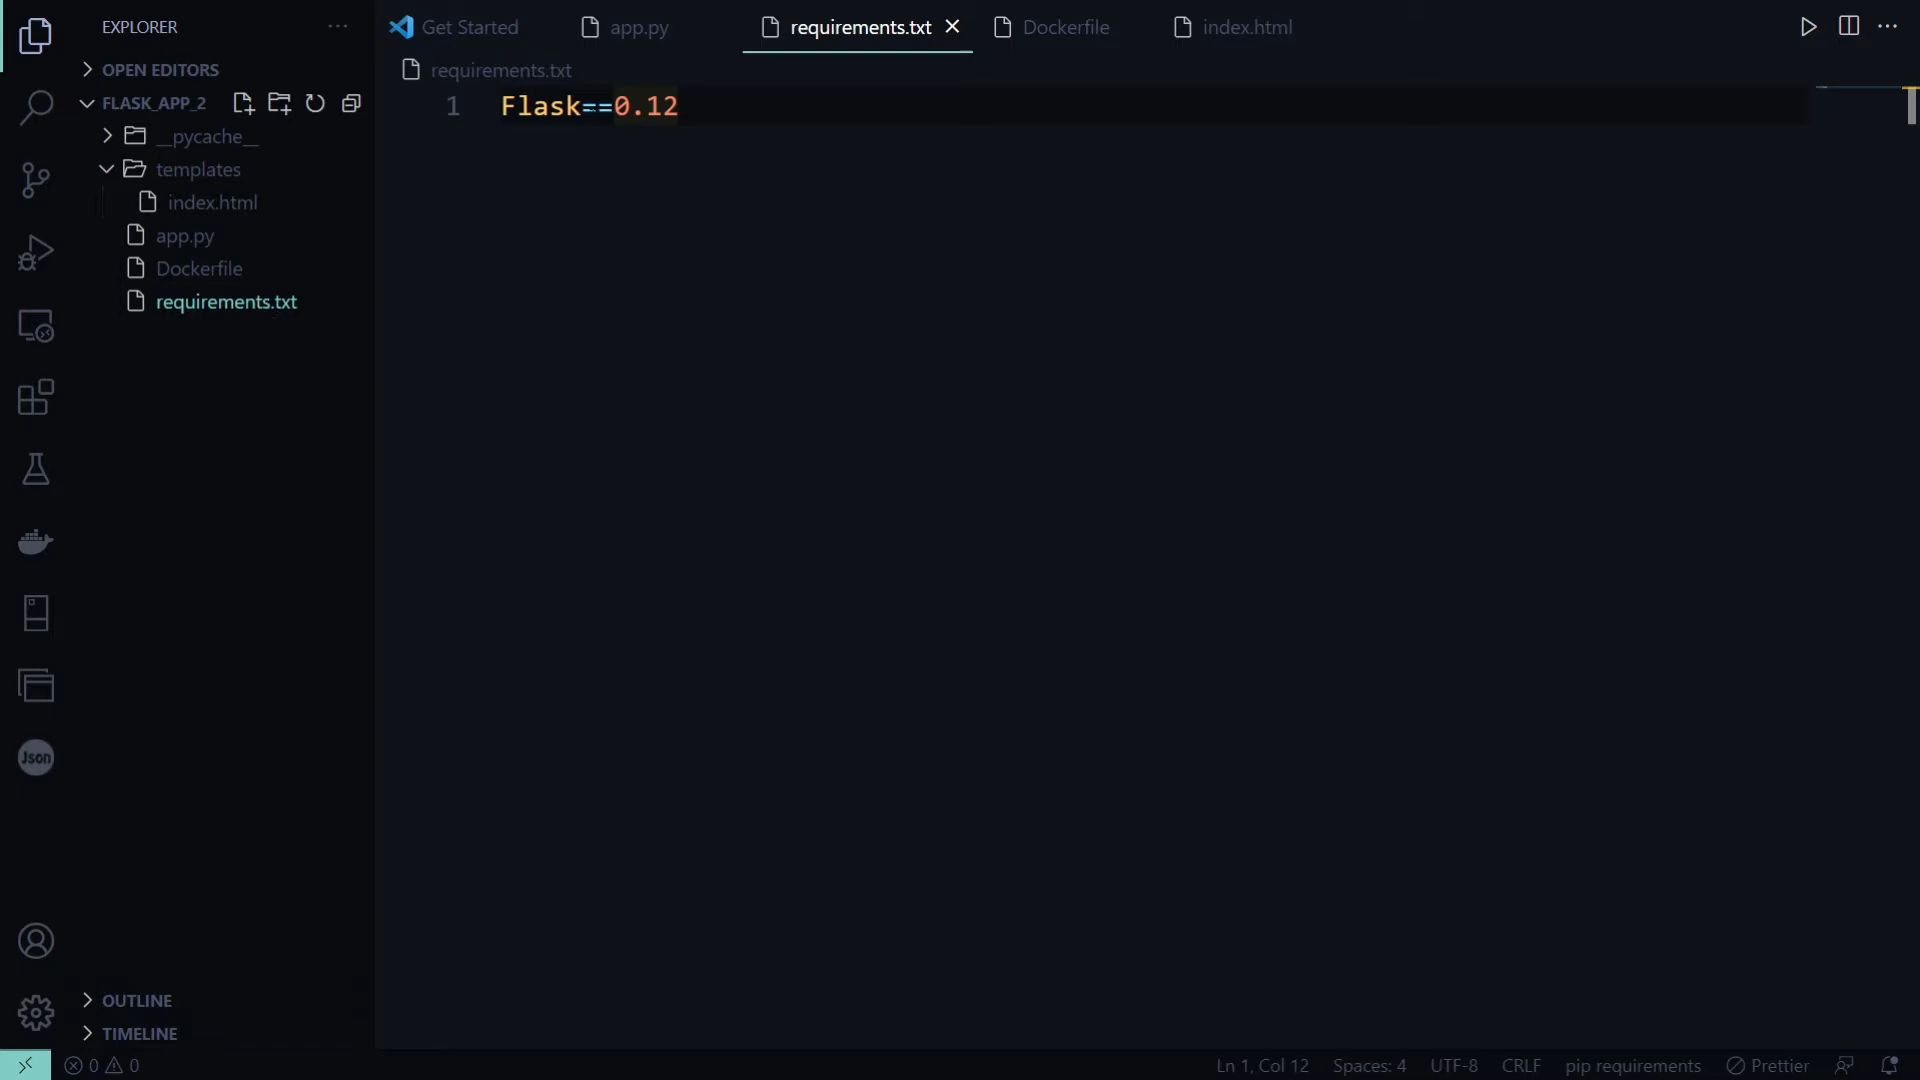 EXPLORER
Get Started
app.py
requirements.txt
Dockerfile
index.html
OPEN EDITORS
requirements.txt
FLASK_APP_2
1 Flask==0.12
__pycache__
templates
index.html
app.py
Dockerfile
requirements.txt
Json
OUTLINE
TIMELINE
0 0
Ln 1, Col 12
Spaces: 4
UTF-8
CRLF
pip requirements
Prettier